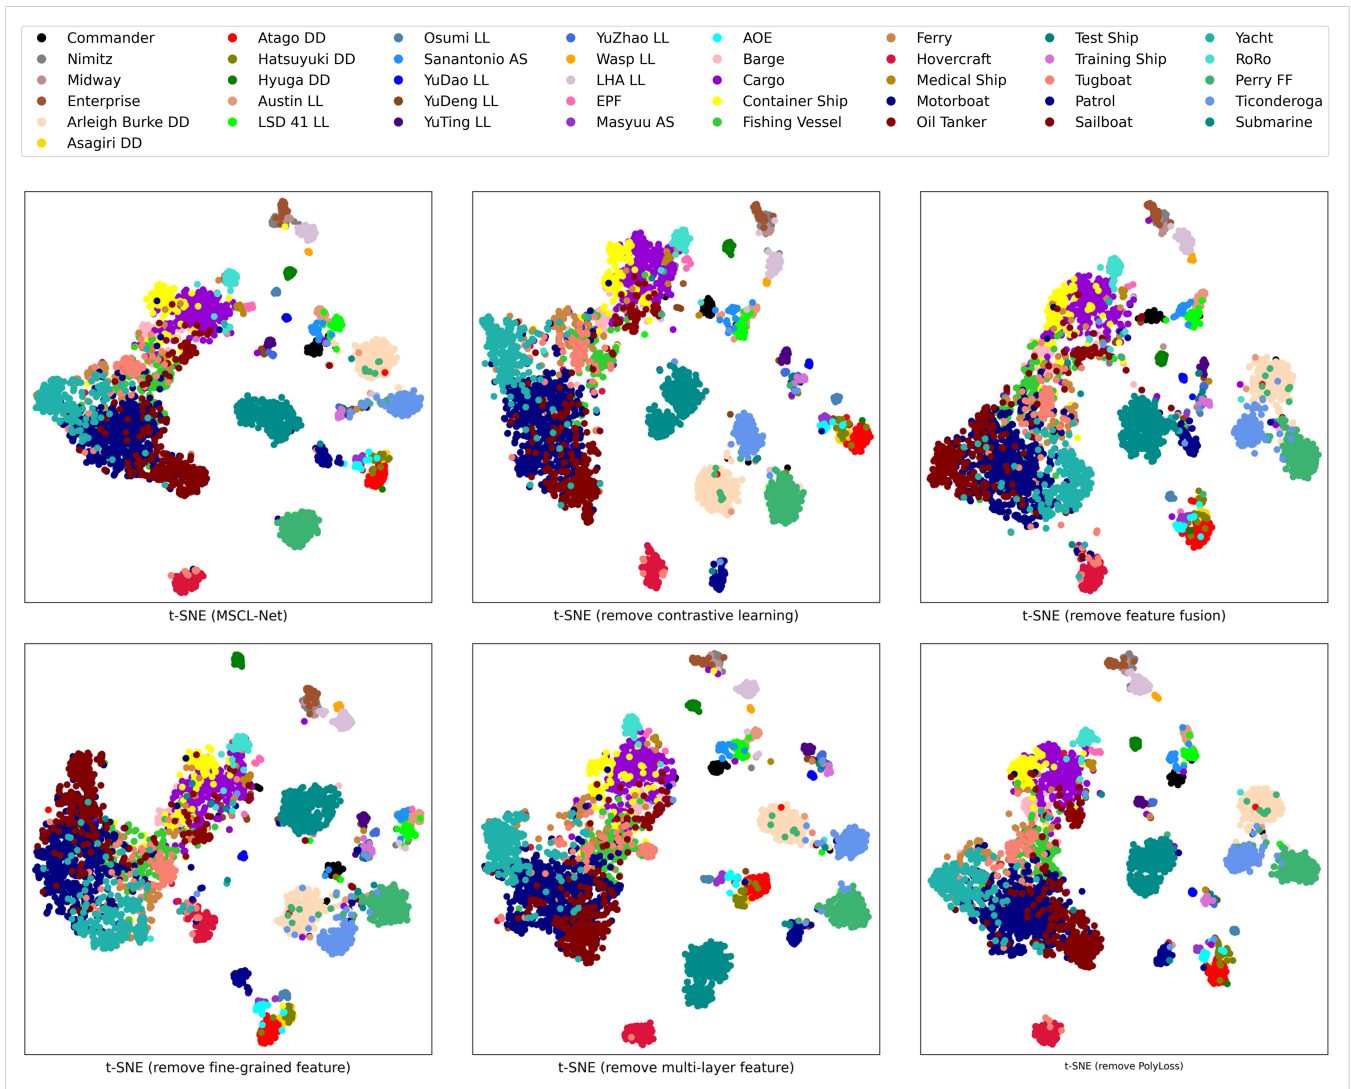 Commander Atago DD Osumi LL YuZhao LL AOE Ferry Test Ship Yacht
Nimitz Hatsuyuki DD Sanantonio AS Wasp LL Barge Hovercraft Training Ship RoRo
Midway Hyuga DD YuDao LL LHA LL Cargo Medical Ship Tugboat Perry FF
Enterprise Austin LL YuDeng LL EPF Container Ship Motorboat Patrol Ticonderoga
Arleigh Burke DD LSD 41 LL YuTing LL Masyuu AS Fishing Vessel Oil Tanker Sailboat Submarine
Asagiri DD
t-SNE (MSCL-Net) t-SNE (remove contrastive learning) t-SNE (remove feature fusion)
t-SNE (remove fine-grained feature) t-SNE (remove multi-layer feature) t-SNE (remove PolyLoss)